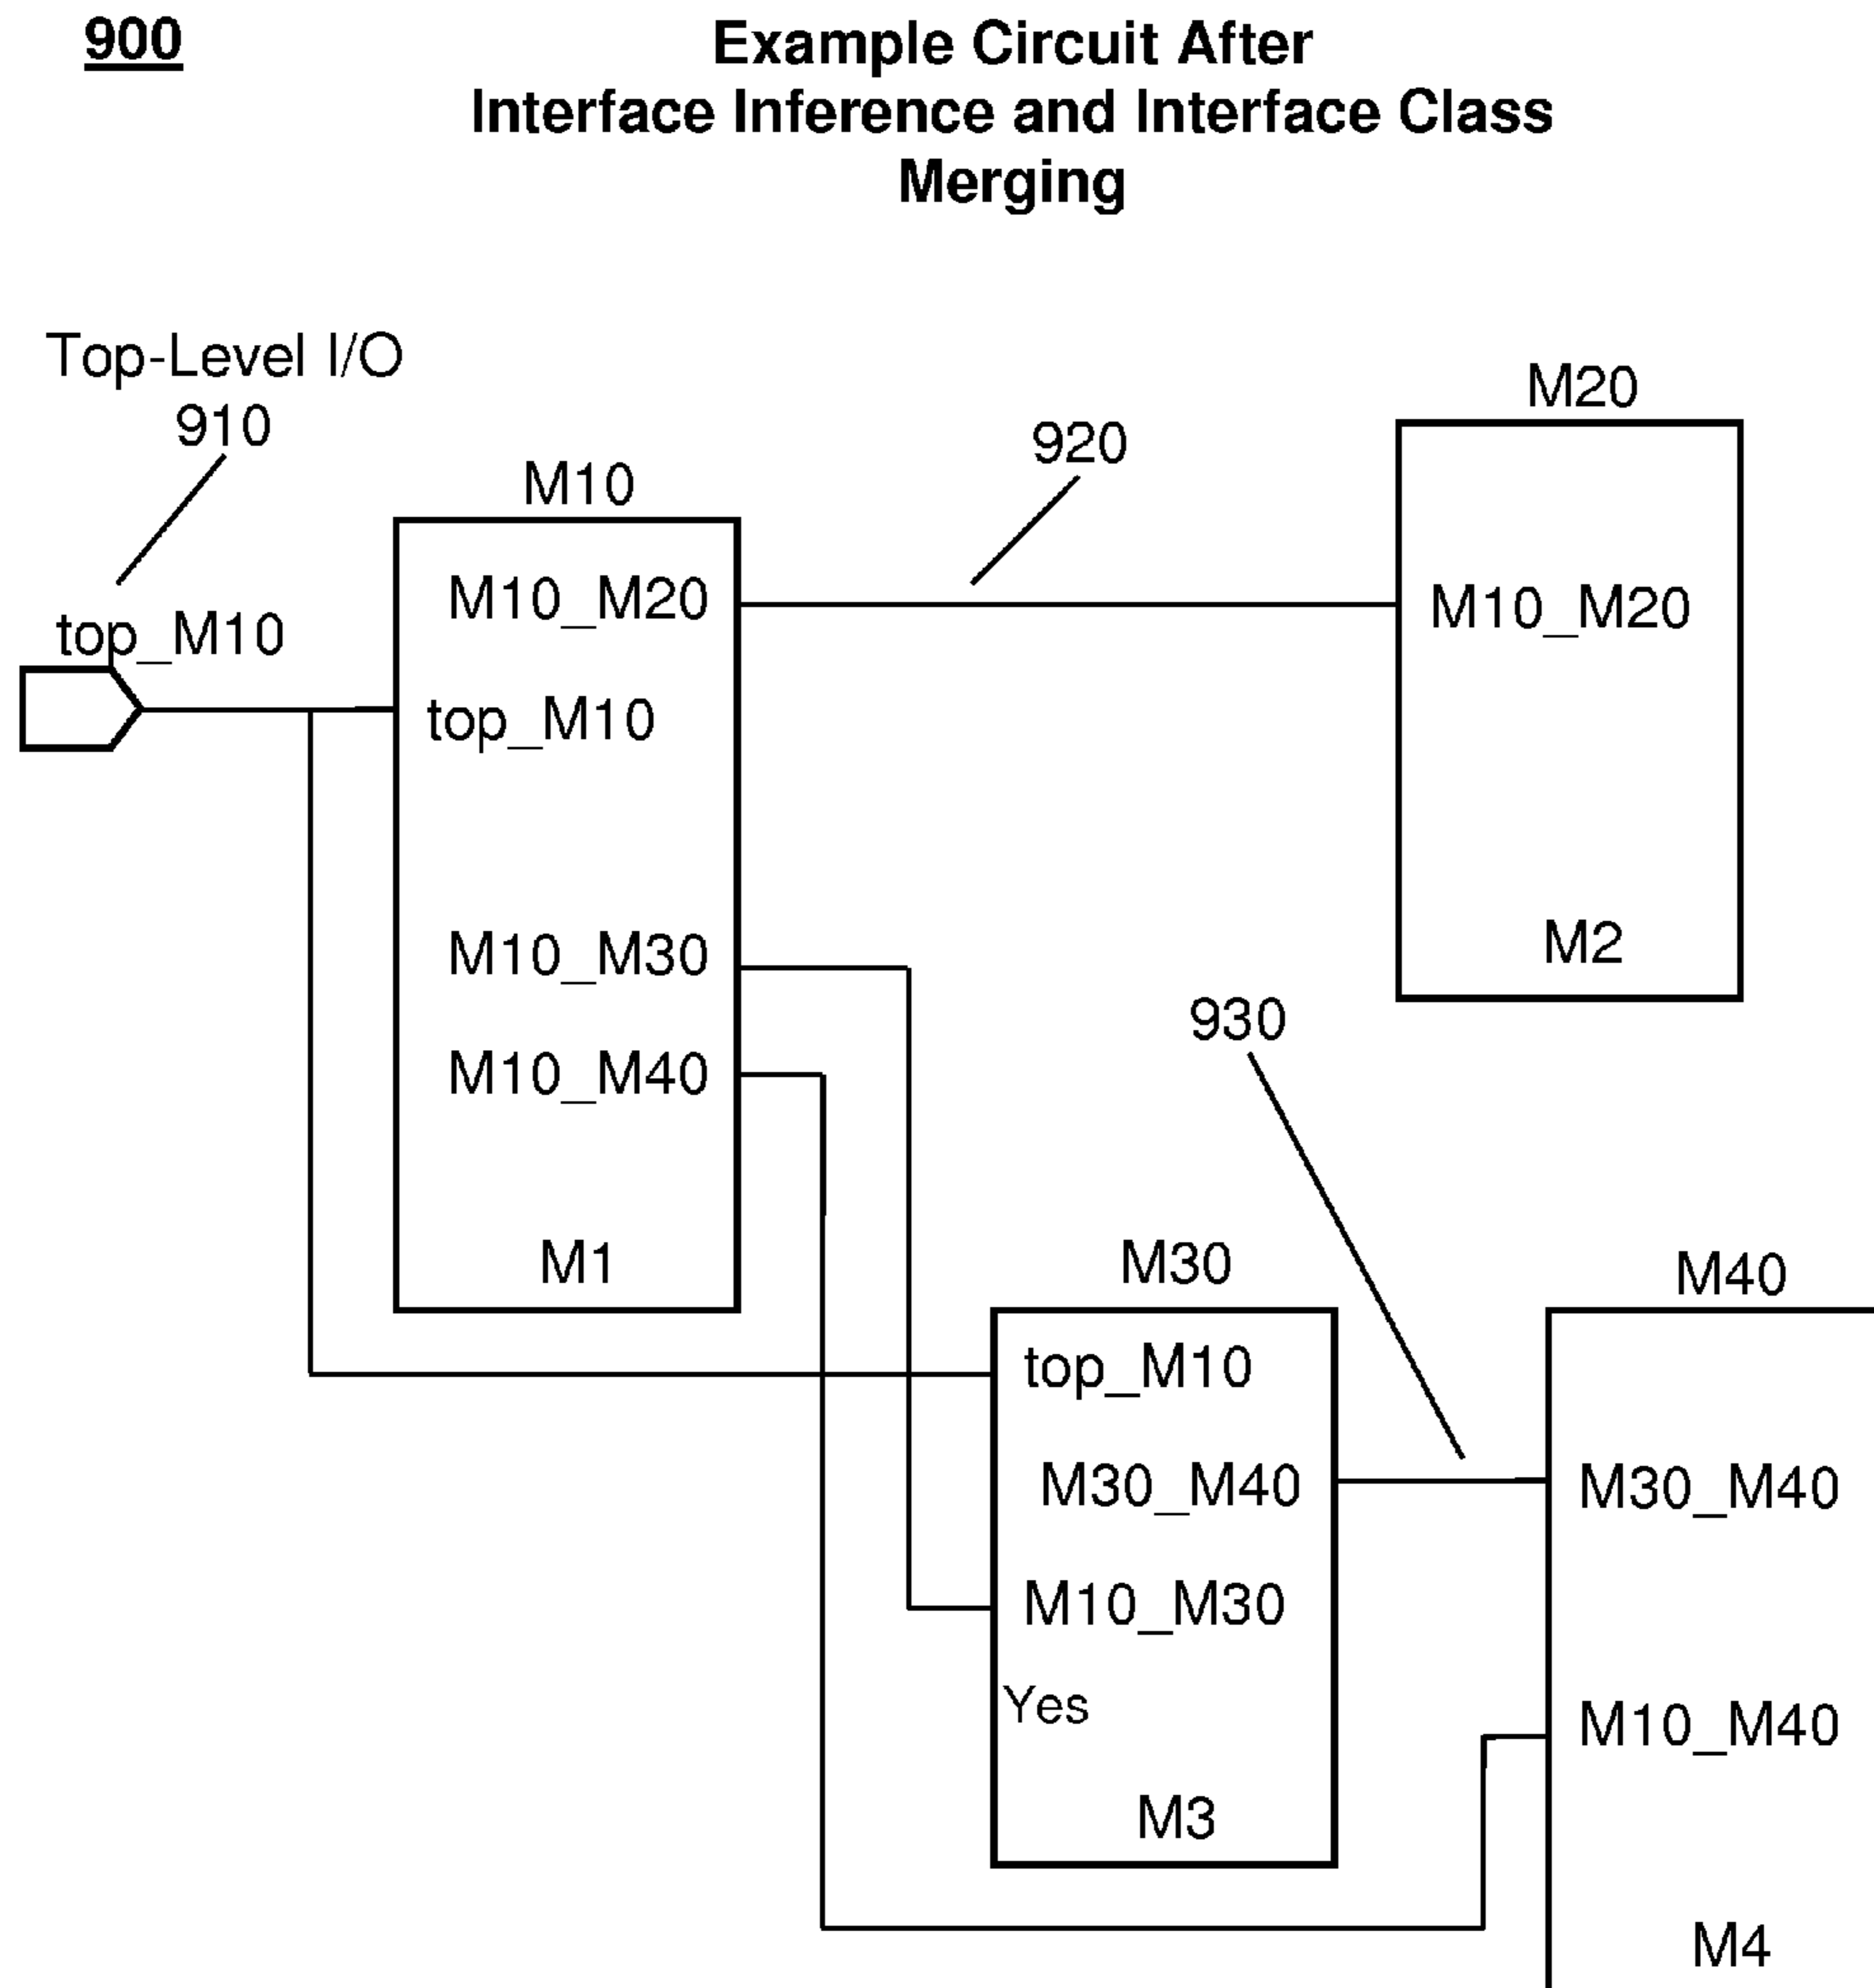 900
Example Circuit After
Interface Inference and Interface Class
Merging
Top-Level I/O
910
top_M10
M10
M10_M20
top_M10
M10_M30
M10_M40
M1
920
M20
M10_M20
M2
930
M30
top_M10
M30_M40
M10_M30
Yes
M3
M40
M30_M40
M10_M40
M4